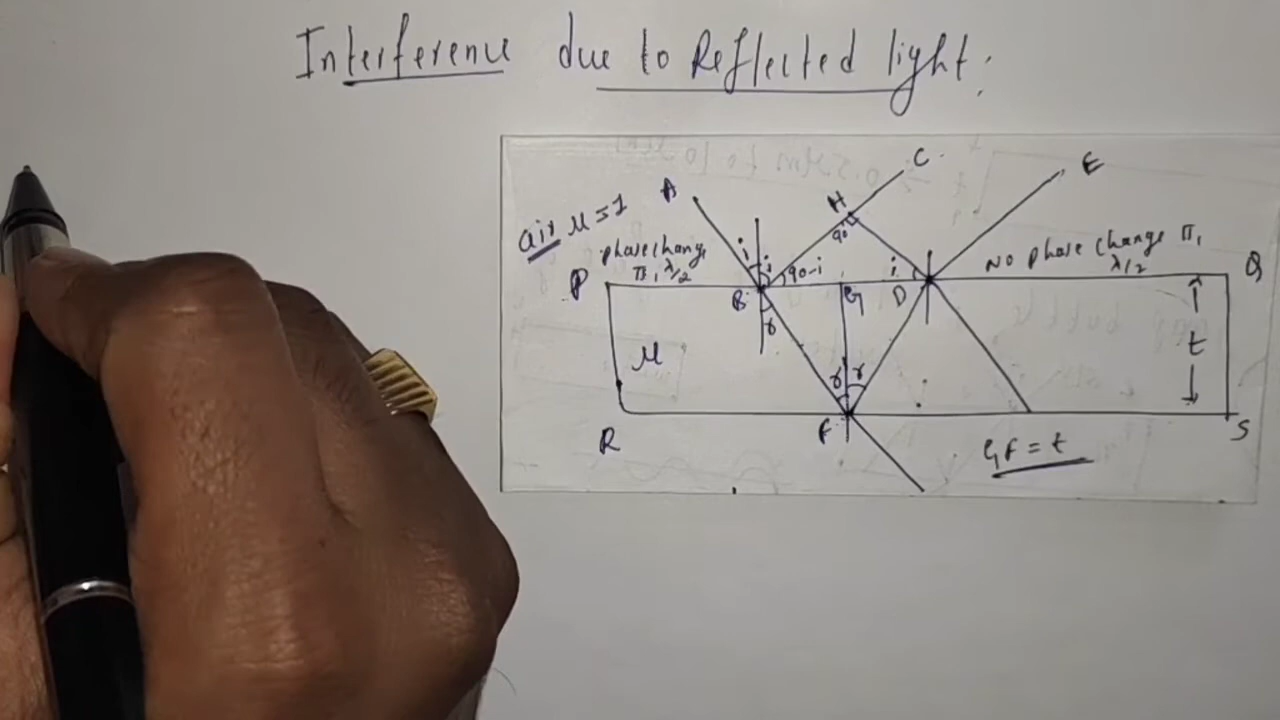 Interference due to Reflected light:
A
H
C.
E
air μ = 1
phase change
π, λ/2
P
i
i
90-i
90
i
No phase change π,
λ/2
Q
B
G
D
r
μ
r
r
t
R
F
GF = t
S